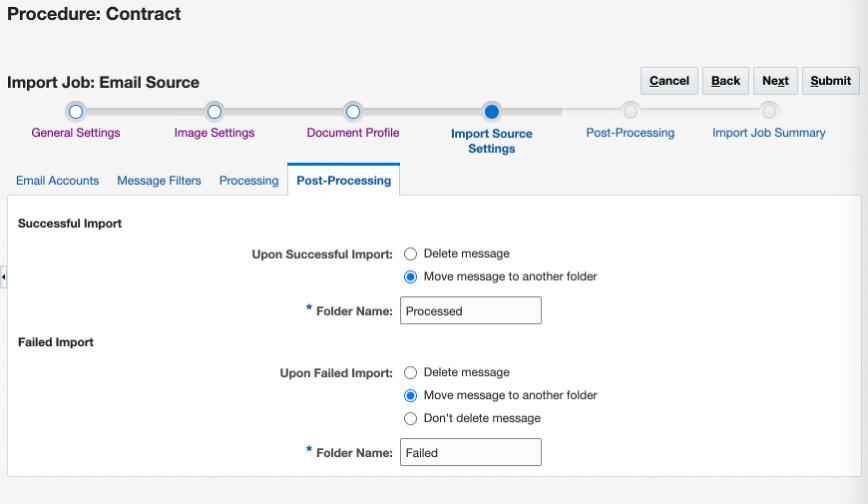 Procedure: Contract
Import Job: Email Source
Cancel Back Next Submit
General Settings Image Settings Document Profile Import Source Settings Post-Processing Import Job Summary
Email Accounts Message Filters Processing Post-Processing
Successful Import
Upon Successful Import: Delete message
Move message to another folder
* Folder Name: Processed
Failed Import
Upon Failed Import: Delete message
Move message to another folder
Don't delete message
* Folder Name: Failed